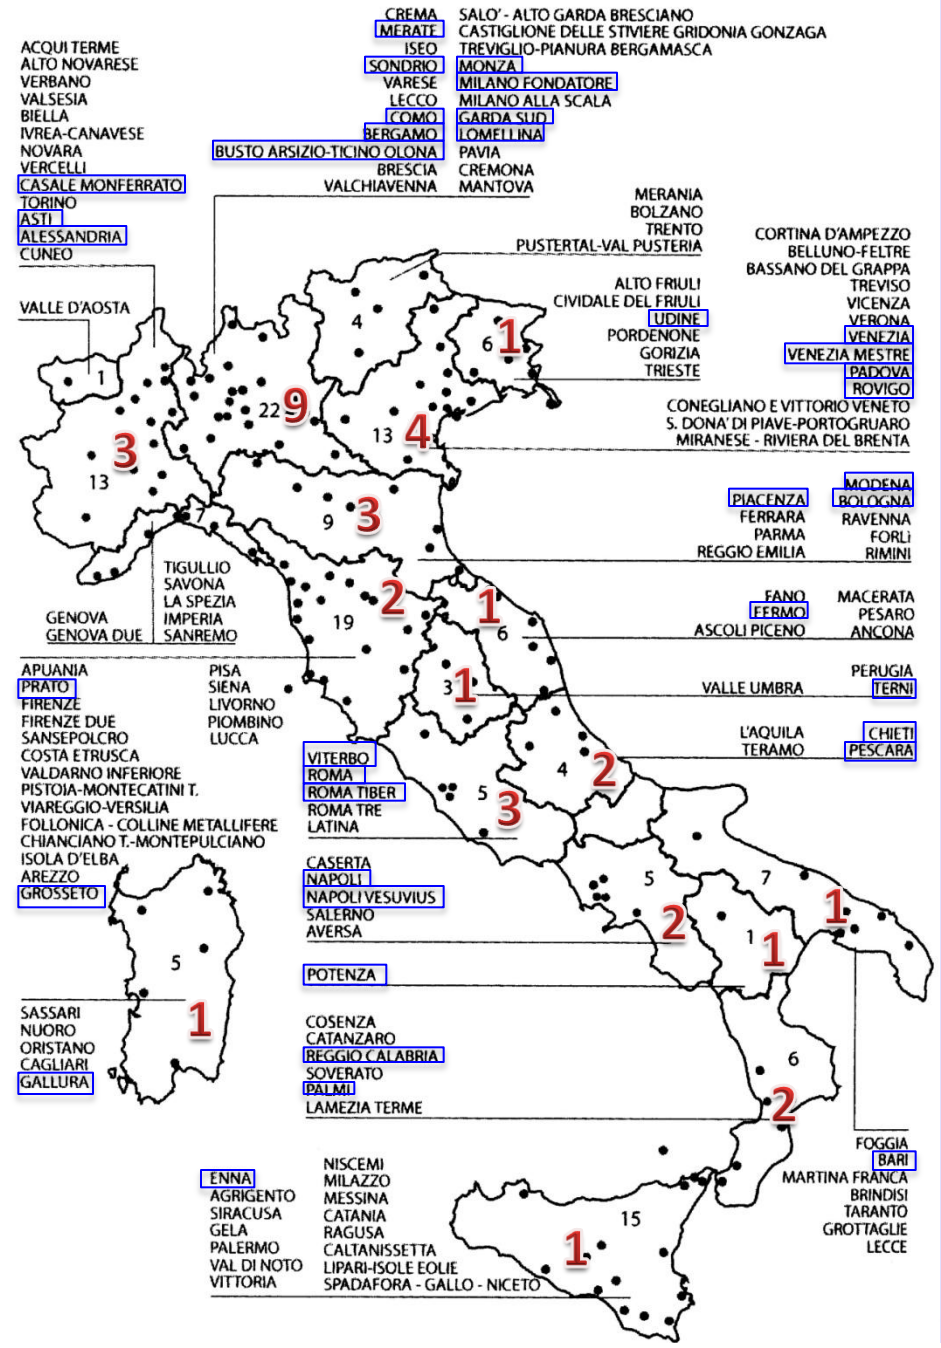 CREMA
MERATE
ISEO
SONDRIO
VARESE
LECCO
COMO
BERGAMO
BUSTO ARSIZIO-TICINO OLONA
BRESCIA
VALCHIAVENNA
SALO' - ALTO GARDA BRESCIANO
CASTIGLIONE DELLE STIVIERE GRIDONIA GONZAGA
TREVIGLIO-PIANURA BERGAMASCA
MONZA
MILANO FONDATORE
MILANO ALLA SCALA
GARDA SUD
LOMELLINA
PAVIA
CREMONA
MANTOVA
ACQUI TERME
ALTO NOVARESE
VERBANO
VALSESIA
BIELLA
IVREA-CANAVESE
NOVARA
VERCELLI
CASALE MONFERRATO
TORINO
ASTI
ALESSANDRIA
CUNEO
VALLE D'AOSTA
MERANIA
BOLZANO
TRENTO
PUSTERTAL-VAL PUSTERIA
ALTO FRIULI
CIVIDALE DEL FRIULI
UDINE
PORDENONE
GORIZIA
TRIESTE
CORTINA D'AMPEZZO
BELLUNO-FELTRE
BASSANO DEL GRAPPA
TREVISO
VICENZA
VERONA
VENEZIA
VENEZIA MESTRE
PADOVA
ROVIGO
CONEGLIANO E VITTORIO VENETO
S. DONA' DI PIAVE-PORTOGRUARO
MIRANESE - RIVIERA DEL BRENTA
1
4
6
1
22
9
13
4
3
13
7
9
3
PIACENZA
FERRARA
PARMA
REGGIO EMILIA
MODENA
BOLOGNA
RAVENNA
FORLI
RIMINI
GENOVA
GENOVA DUE
TIGULLIO
SAVONA
LA SPEZIA
IMPERIA
SANREMO
2
19
1
6
FANO
FERMO
ASCOLI PICENO
MACERATA
PESARO
ANCONA
3
1
VALLE UMBRA
PERUGIA
TERNI
APUANIA
PRATO
FIRENZE
FIRENZE DUE
SANSEPOLCRO
COSTA ETRUSCA
VALDARNO INFERIORE
PISTOIA-MONTECATINI T.
VIAREGGIO-VERSILIA
FOLLONICA - COLLINE METALLIFERE
CHIANCIANO T.-MONTEPULCIANO
ISOLA D'ELBA
AREZZO
GROSSETO
PISA
SIENA
LIVORNO
PIOMBINO
LUCCA
L'AQUILA
TERAMO
CHIETI
PESCARA
4
2
VITERBO
ROMA
ROMA TIBER
ROMA TRE
LATINA
5
3
CASERTA
NAPOLI
NAPOLI VESUVIUS
SALERNO
AVERSA
5
2
7
1
1
1
POTENZA
5
1
SASSARI
NUORO
ORISTANO
CAGLIARI
GALLURA
COSENZA
CATANZARO
REGGIO CALABRIA
SOVERATO
PALMI
LAMEZIA TERME
6
2
FOGGIA
BARI
MARTINA FRANCA
BRINDISI
TARANTO
GROTTAGLIE
LECCE
ENNA
AGRIGENTO
SIRACUSA
GELA
PALERMO
VAL DI NOTO
VITTORIA
NISCEMI
MILAZZO
MESSINA
CATANIA
RAGUSA
CALTANISSETTA
LIPARI-ISOLE EOLIE
SPADAFORA - GALLO - NICETO
15
1